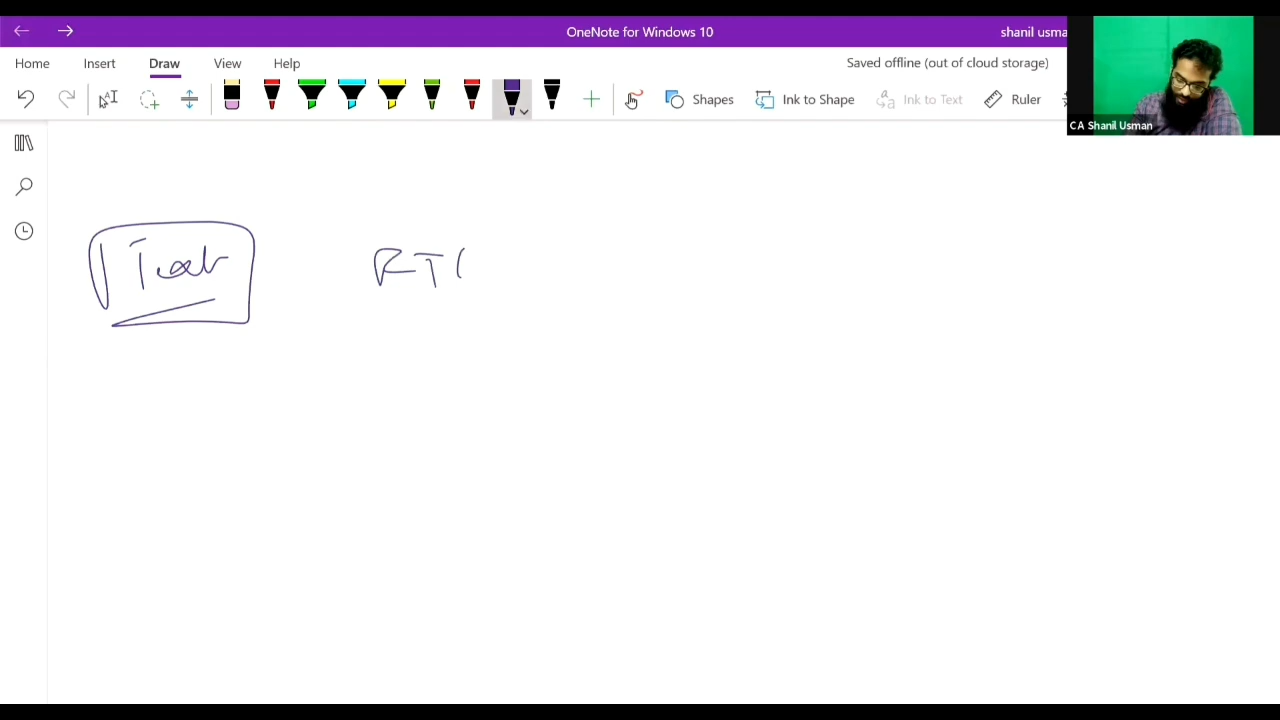 OneNote for Windows 10
shanil usma
Home Insert Draw View Help
Saved offline (out of cloud storage)
Shapes Ink to Shape Ink to Text Ruler
CA Shanil Usman
RT(